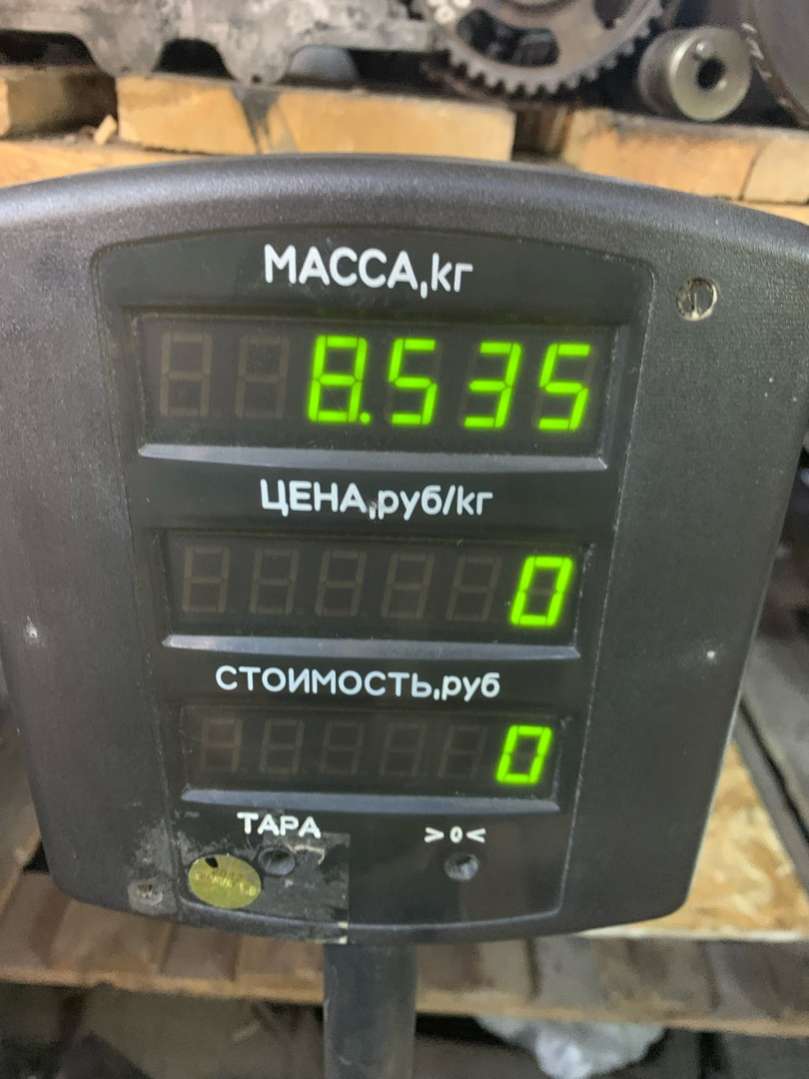 МАССА,кг
8.535
ЦЕНА,руб/кг
0
СТОИМОСТЬ,руб
0
ТАРА >0<